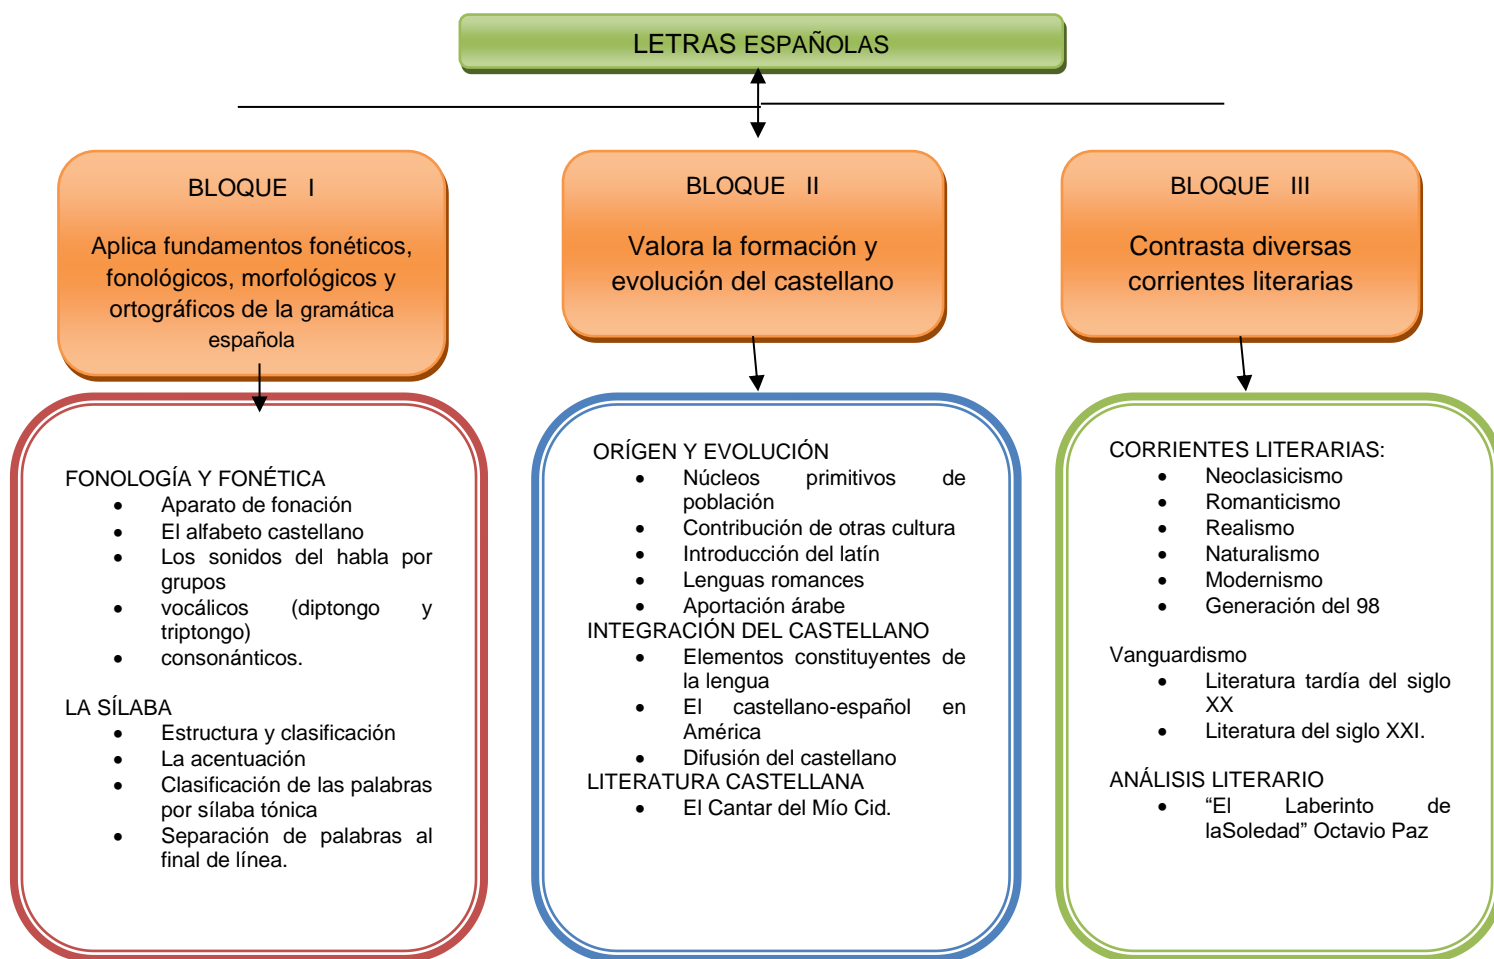 LETRAS ESPAÑOLAS
BLOQUE I
Aplica fundamentos fonéticos,
fonológicos, morfológicos y
ortográficos de la gramática
española
BLOQUE II
Valora la formación y
evolución del castellano
BLOQUE III
Contrasta diversas
corrientes literarias
FONOLOGÍA Y FONÉTICA
• Aparato de fonación
• El alfabeto castellano
• Los sonidos del habla por
grupos
• vocálicos (diptongo y
triptongo)
• consonánticos.
LA SÍLABA
• Estructura y clasificación
• La acentuación
• Clasificación de las palabras
por sílaba tónica
• Separación de palabras al
final de línea.
ORÍGEN Y EVOLUCIÓN
• Núcleos primitivos de
población
• Contribución de otras cultura
• Introducción del latín
• Lenguas romances
• Aportación árabe
INTEGRACIÓN DEL CASTELLANO
• Elementos constituyentes de
la lengua
• El castellano-español en
América
• Difusión del castellano
LITERATURA CASTELLANA
• El Cantar del Mío Cid.
CORRIENTES LITERARIAS:
• Neoclasicismo
• Romanticismo
• Realismo
• Naturalismo
• Modernismo
• Generación del 98
Vanguardismo
• Literatura tardía del siglo
XX
• Literatura del siglo XXI.
ANÁLISIS LITERARIO
• “El Laberinto de
laSoledad” Octavio Paz